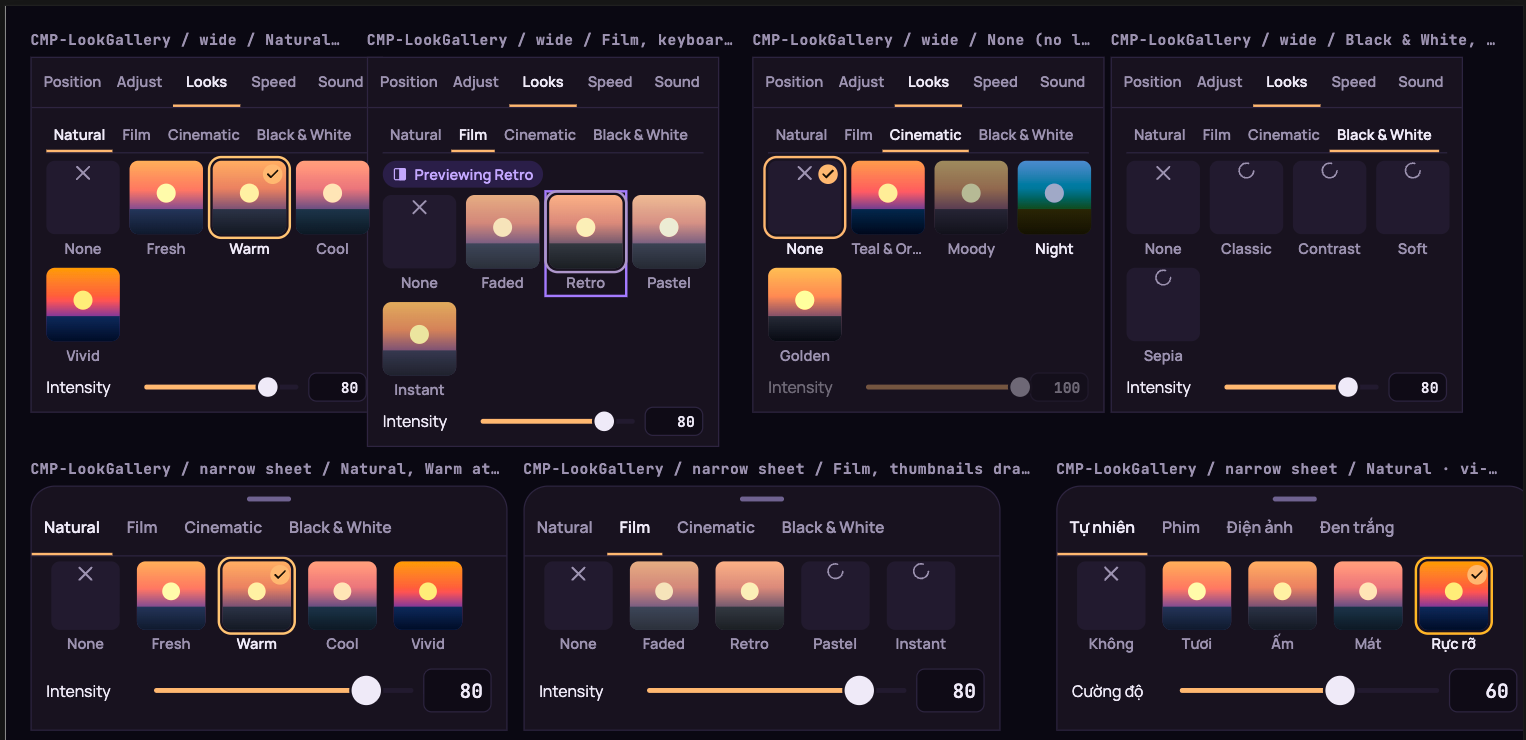 CMP-LookGallery / wide / Natural…
CMP-LookGallery / wide / Film, keyboar…
CMP-LookGallery / wide / None (no l…
CMP-LookGallery / wide / Black & White, …
Position Adjust Looks Speed Sound
Position Adjust Looks Speed Sound
Position Adjust Looks Speed Sound
Position Adjust Looks Speed Sound
Natural Film Cinematic Black & White
Natural Film Cinematic Black & White
Natural Film Cinematic Black & White
Natural Film Cinematic Black & White
None Fresh Warm Cool
Vivid
Intensity 80
Previewing Retro
None Faded Retro Pastel
Instant
Intensity 80
None Teal & Or… Moody Night
Golden
Intensity 100
None Classic Contrast Soft
Sepia
Intensity 80
CMP-LookGallery / narrow sheet / Natural, Warm at…
CMP-LookGallery / narrow sheet / Film, thumbnails dra…
CMP-LookGallery / narrow sheet / Natural · vi-…
Natural Film Cinematic Black & White
None Fresh Warm Cool Vivid
Intensity 80
Natural Film Cinematic Black & White
None Faded Retro Pastel Instant
Intensity 80
Tự nhiên Phim Điện ảnh Đen trắng
Không Tươi Ấm Mát Rực rỡ
Cường độ 60